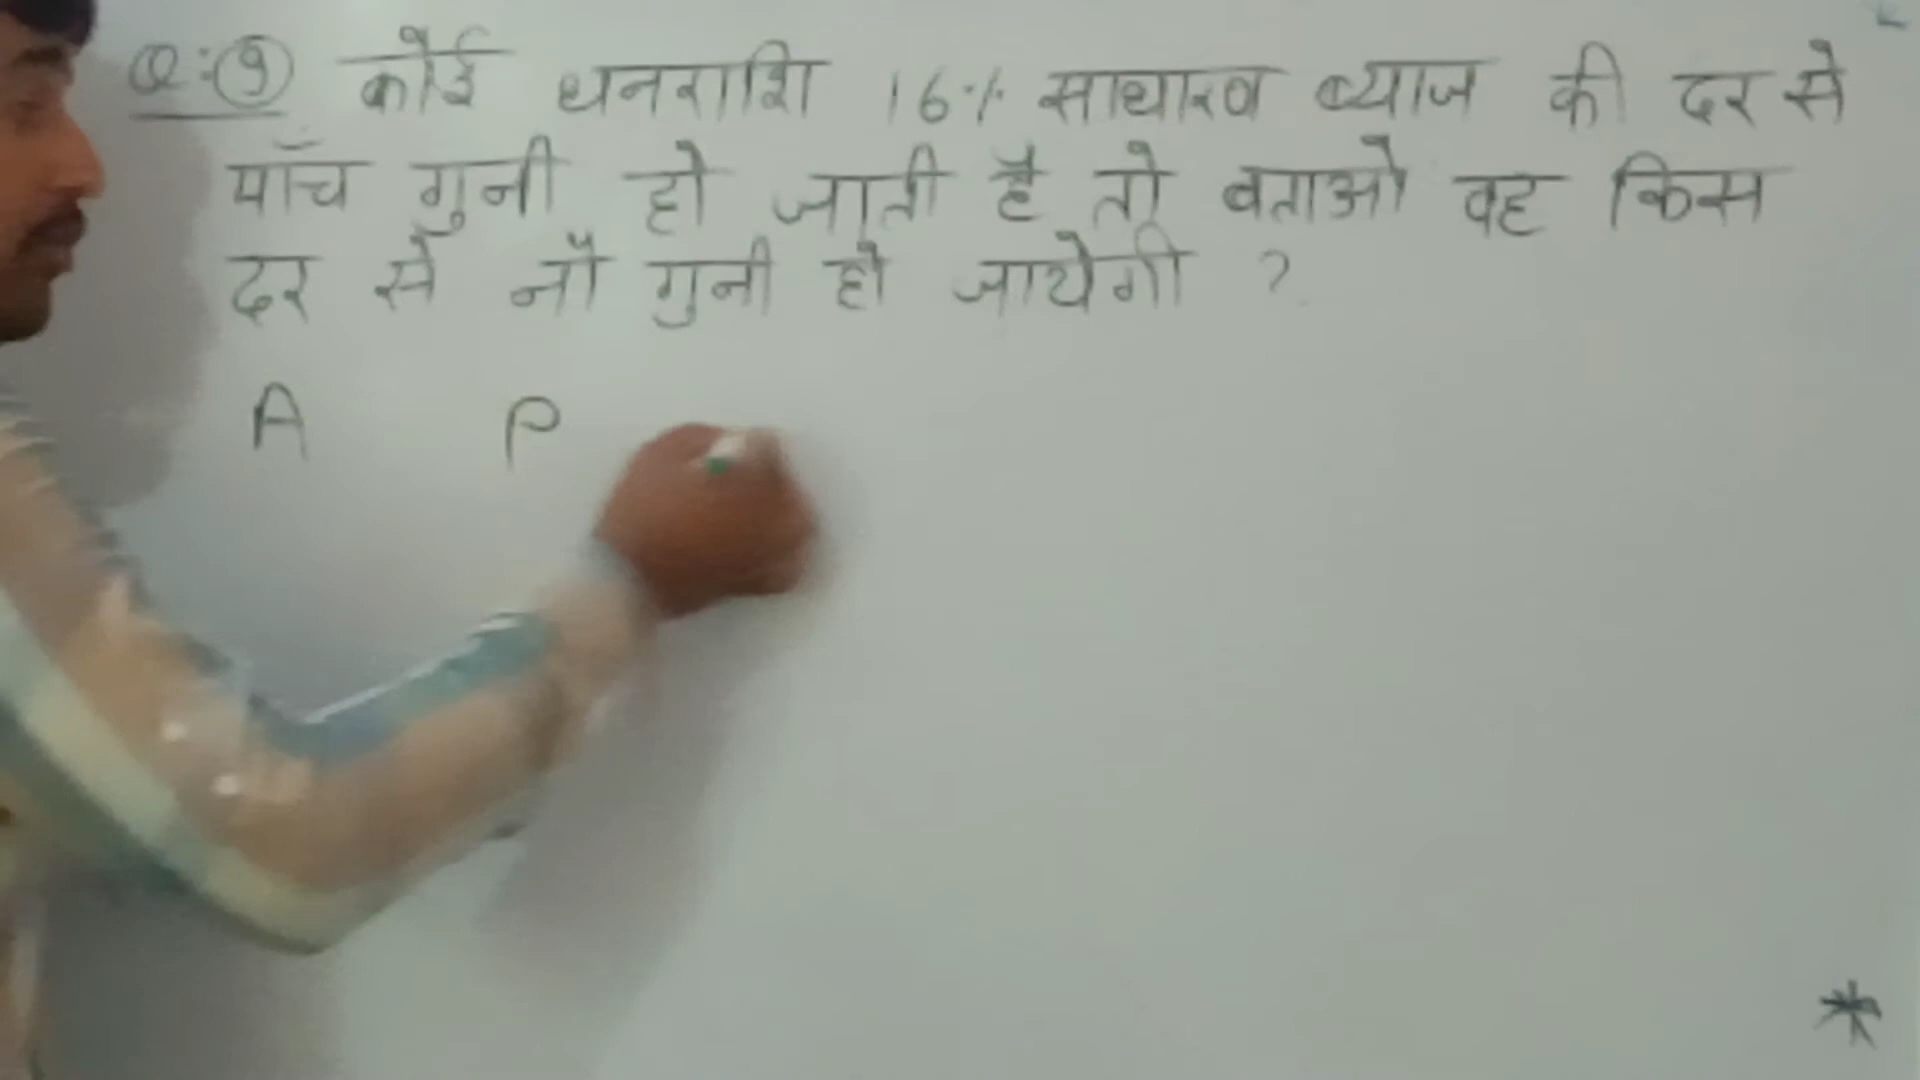 Q:9 कोई धनराशि 16% साधारण ब्याज की दर से
पाँच गुनी हो जाती है तो बताओ वह किस
दर से नौ गुनी हो जायेगी ?
A P
*